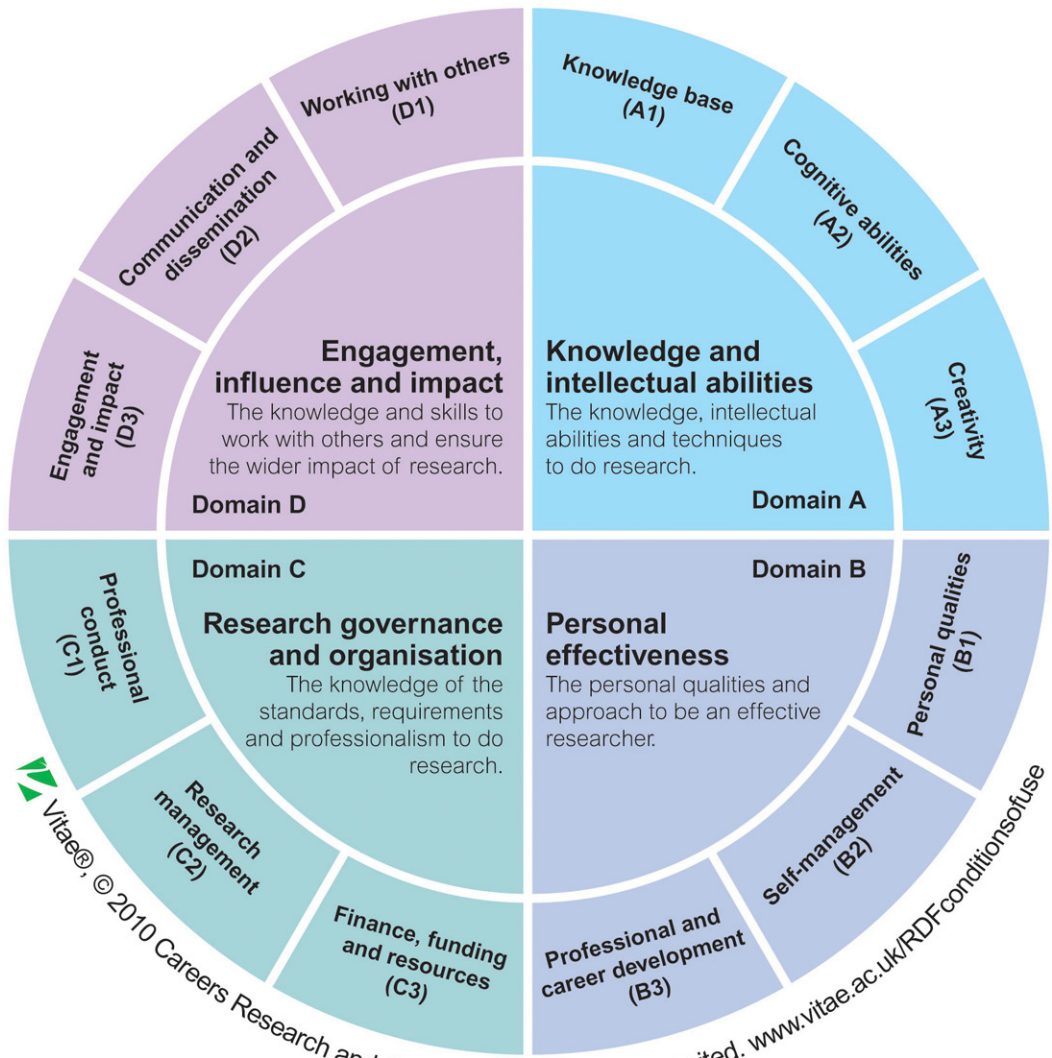 Working with others
(D1)
Communication and
dissemination
(D2)
Engagement
and impact
(D3)
Engagement,
influence and impact
The knowledge and skills to
work with others and ensure
the wider impact of research.
Domain D
Knowledge base
(A1)
Cognitive abilities
(A2)
Creativity
(A3)
Knowledge and
intellectual abilities
The knowledge, intellectual
abilities and techniques
to do research.
Domain A
Domain B
Personal
effectiveness
The personal qualities and
approach to be an effective
researcher.
Personal qualities
(B1)
Self-management
(B2)
Professional and
career development
(B3)
Domain C
Research governance
and organisation
The knowledge of the
standards, requirements
and professionalism to do
research.
Professional
conduct
(C1)
Research
management
(C2)
Finance, funding
and resources
(C3)
Vitae®, © 2010 Careers Research and
www.vitae.ac.uk/RDFconditionsofuse